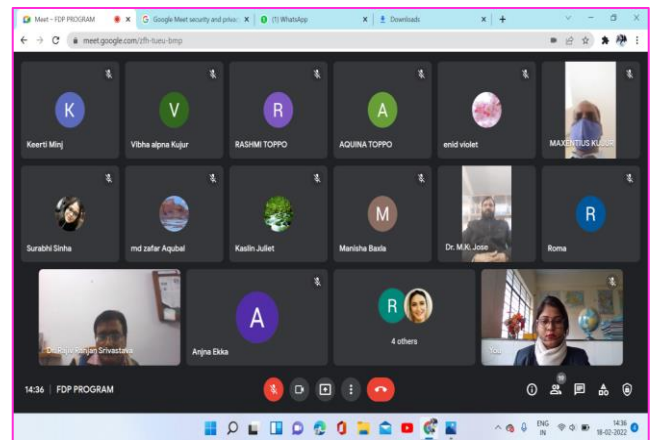 Meet – FDP PROGRAM
Google Meet security and priva
(1) WhatsApp
Downloads
meet.google.com/zfh-tueu-bmp
K
V
R
A
Keerti Minj
Vibha alpna Kujur
RASHMI TOPPO
AQUINA TOPPO
enid violet
MAXENTIUS KUJUR
M
R
Surabhi Sinha
md zafar Aqubal
Kaslin Juliet
Manisha Baxla
Dr. M.K. Jose
Roma
A
R
4 others
Dr. Rajiv Ranjan Srivastava
Anjna Ekka
You
14:36 | FDP PROGRAM
ENG
IN
14:36
18-02-2022